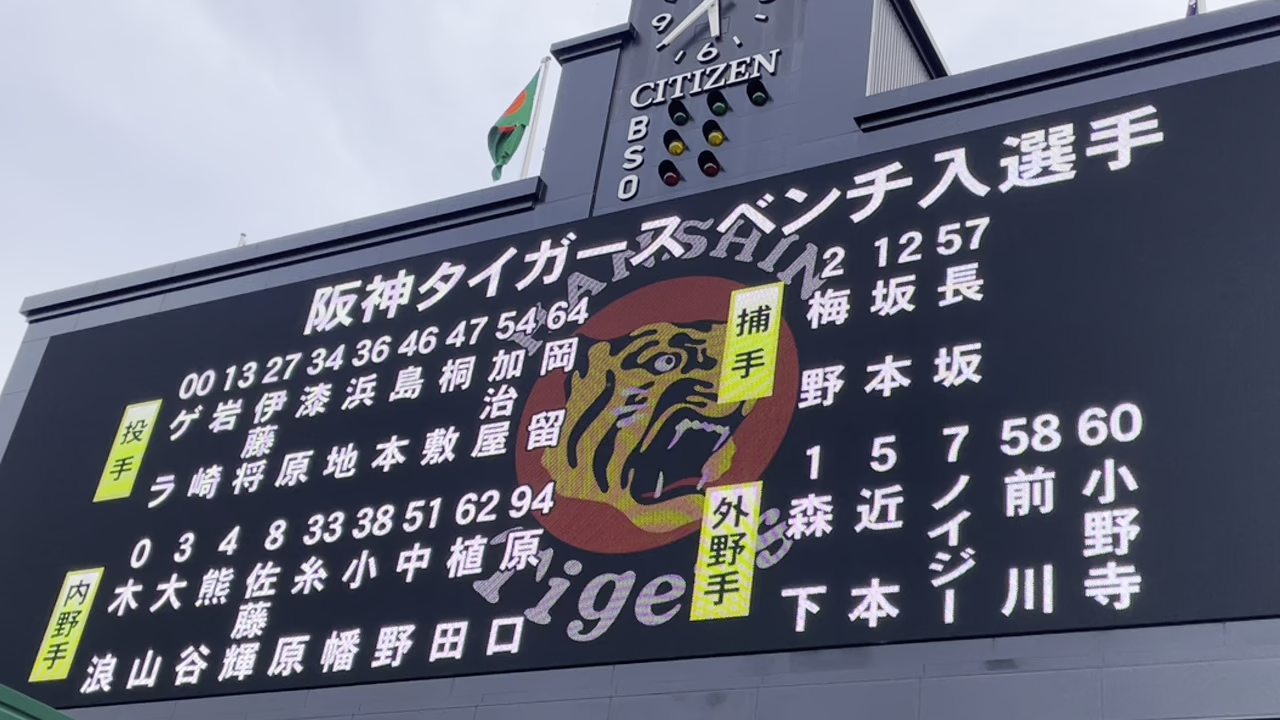 9
6
CITIZEN
B
S
O
阪神タイガース ベンチ入選手
HANSHIN
Tigers
投手
00 13 27 34 36 46 47 54 64
ゲラ 岩崎 伊藤将 漆原 浜地 島本 桐敷 加治屋 岡留
捕手
2 12 57
梅野 坂本 長坂
内野手
0 3 4 8 33 38 51 62 94
木浪 大山 熊谷 佐藤輝 糸原 小幡 中野 植田 原口
外野手
1 5 7 58 60
森下 近本 ノイジー 前川 小野寺